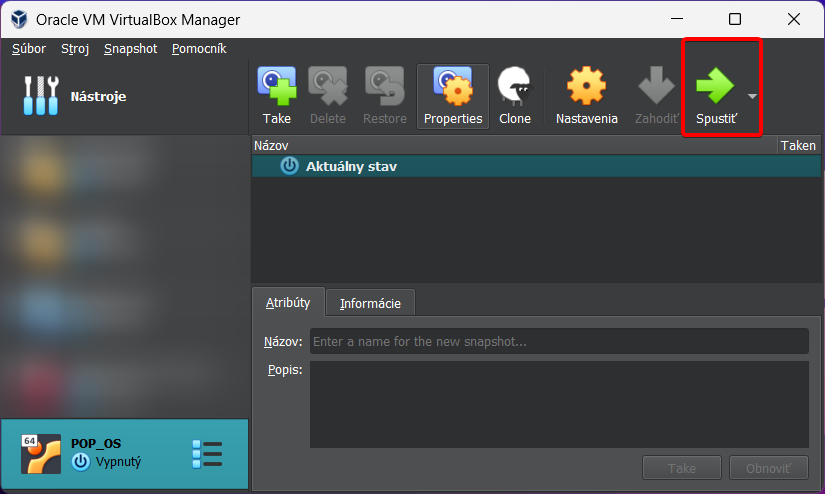 Oracle VM VirtualBox Manager
Súbor Stroj Snapshot Pomocník
Nástroje
Take Delete Restore Properties Clone Nastavenia Zahodiť Spustiť
Názov Taken
Aktuálny stav
Atribúty Informácie
Názov: Enter a name for the new snapshot...
Popis:
64 POP_OS
Vypnutý
Take Obnoviť